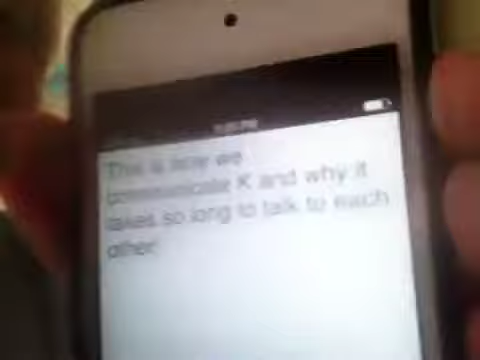 This is how we
communicate K and why it
takes so long to talk to each
other